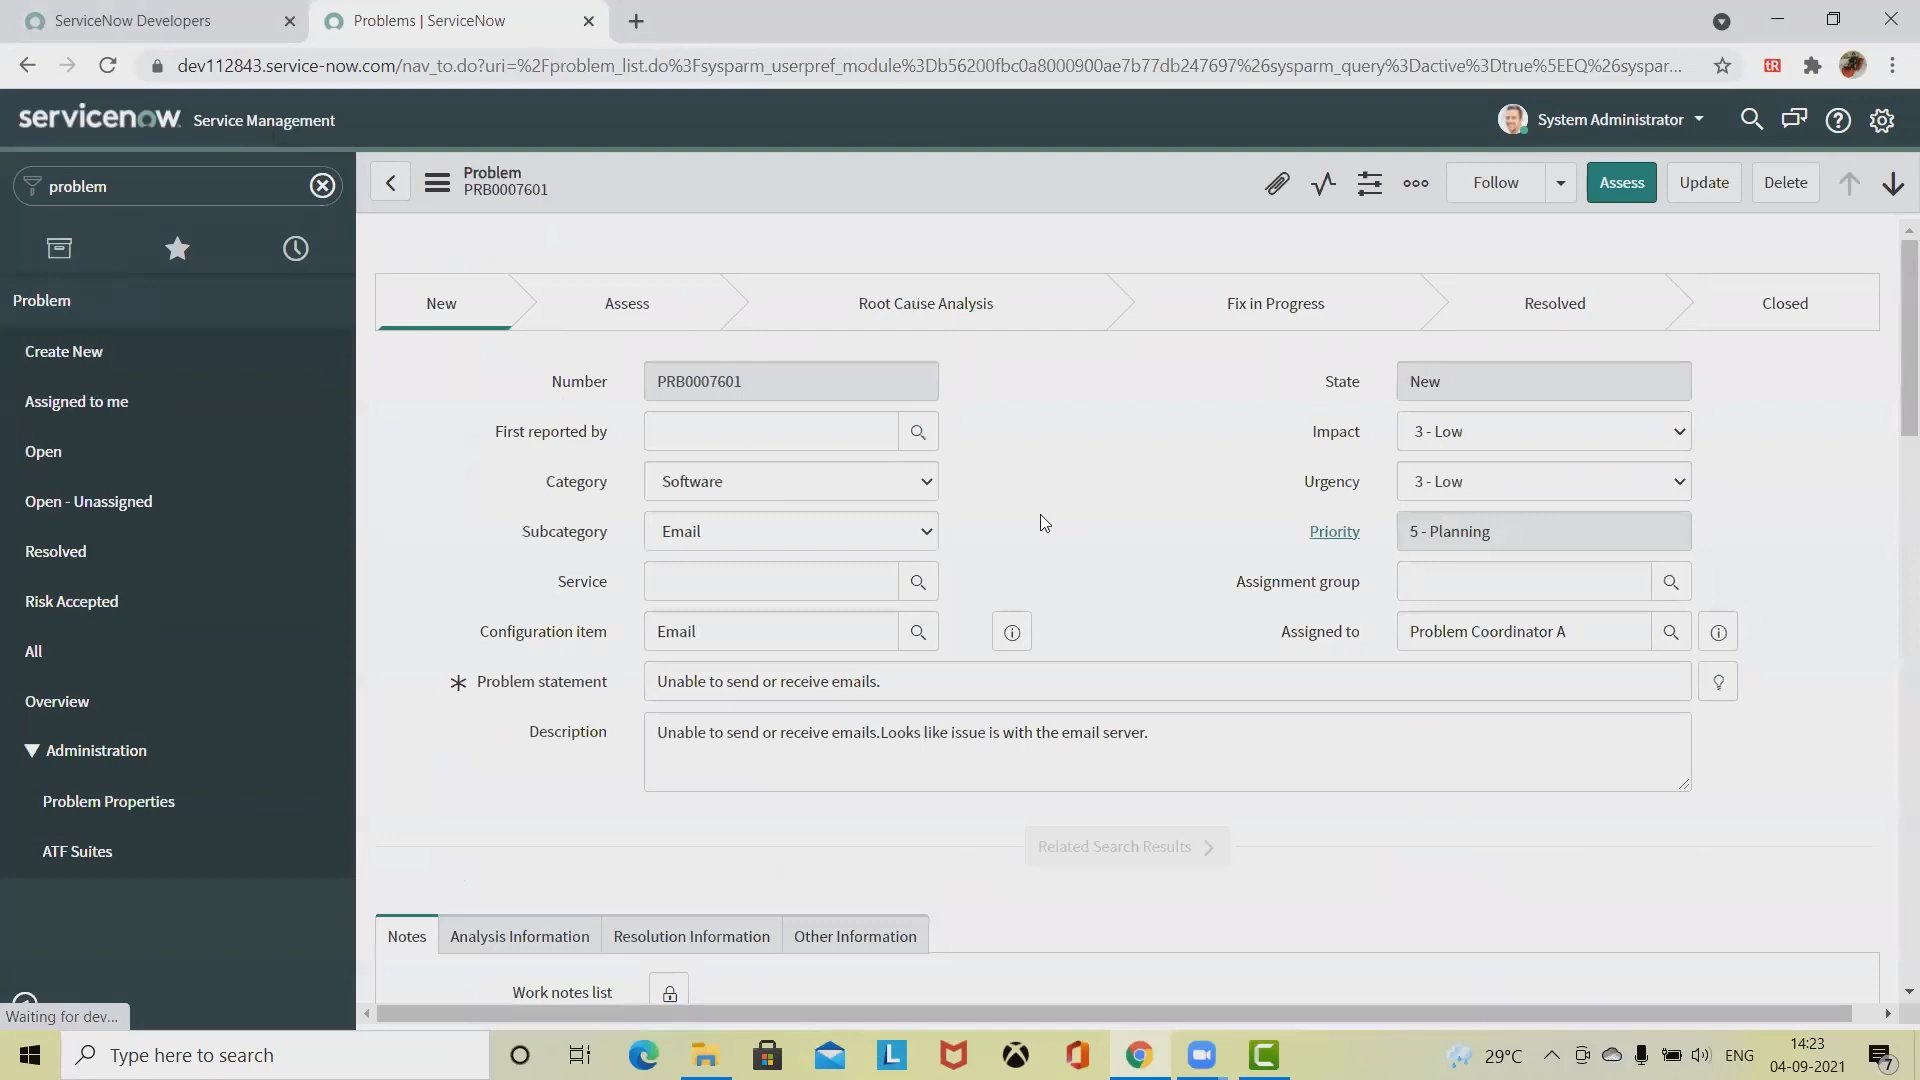 ServiceNow Developers
Problems | ServiceNow
dev112843.service-now.com/nav_to.do?uri=%2Fproblem_list.do%3Fsysparm_userpref_module%3Db56200fbc0a8000900ae7b77db247697%26sysparm_query%3Dactive%3Dtrue%5EEQ%26syspar...
tR
servicenow Service Management
System Administrator
problem
Problem
PRB0007601
Follow
Assess
Update
Delete
Problem
Create New
Assigned to me
Open
Open - Unassigned
Resolved
Risk Accepted
All
Overview
Administration
Problem Properties
ATF Suites
New
Assess
Root Cause Analysis
Fix in Progress
Resolved
Closed
Number
PRB0007601
State
New
First reported by
Impact
3 - Low
Category
Software
Urgency
3 - Low
Subcategory
Email
Priority
5 - Planning
Service
Assignment group
Configuration item
Email
Assigned to
Problem Coordinator A
Problem statement
Unable to send or receive emails.
Description
Unable to send or receive emails.Looks like issue is with the email server.
Related Search Results
Notes
Analysis Information
Resolution Information
Other Information
Work notes list
Waiting for dev...
Type here to search
29°C
ENG
14:23
04-09-2021
7